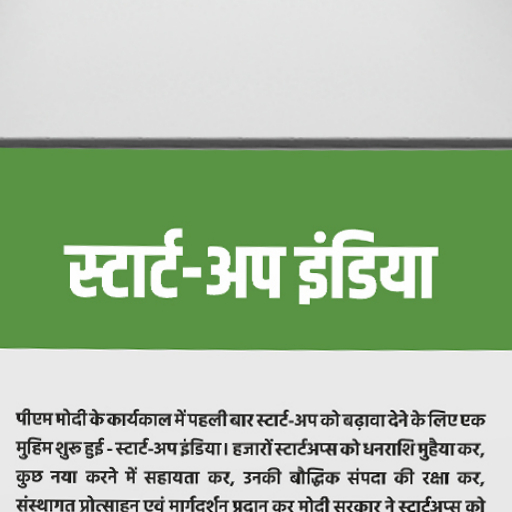 स्टार्ट-अप इंडिया
पीएम मोदी के कार्यकाल में पहली बार स्टार्ट-अप को बढ़ावा देने के लिए एक
मुहिम शुरू हुई - स्टार्ट-अप इंडिया। हजारों स्टार्टअप्स को धनराशि मुहैया कर,
कुछ नया करने में सहायता कर, उनकी बौद्धिक संपदा की रक्षा कर,
संस्थागत प्रोत्साहन एवं मार्गदर्शन प्रदान कर मोदी सरकार ने स्टार्टअप्स को